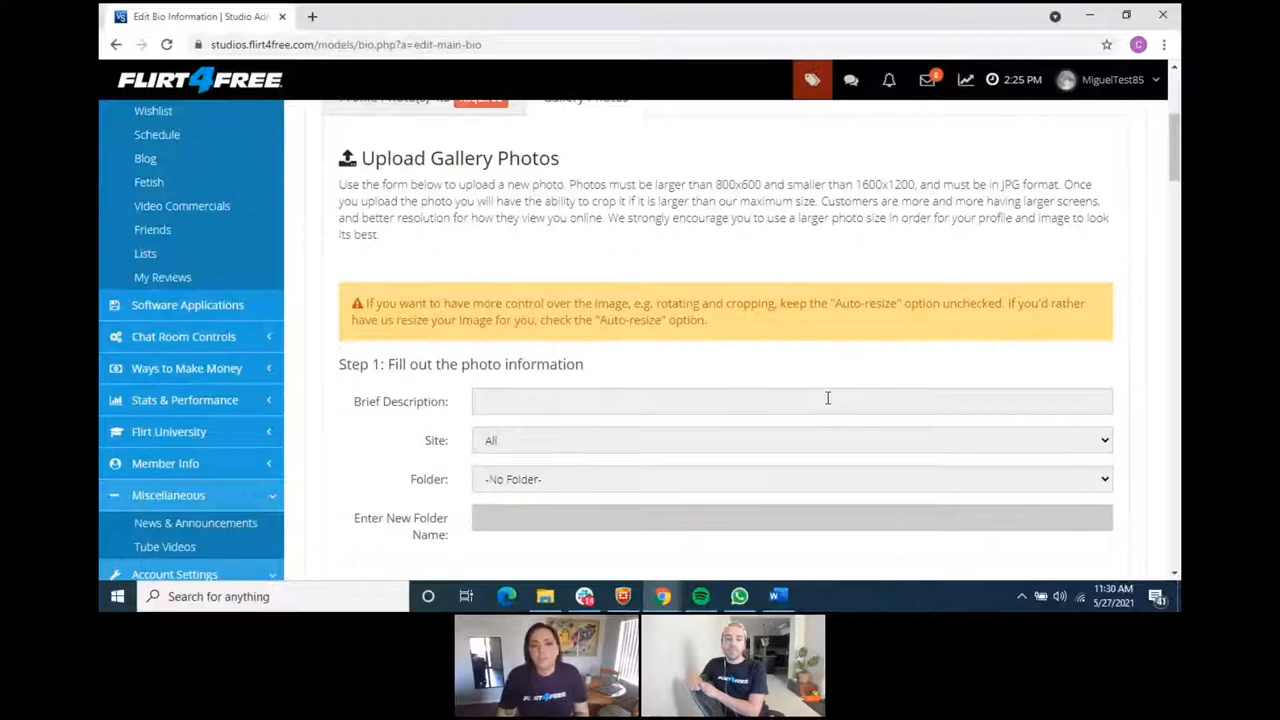 Edit Bio Information | Studio Adm
studios.flirt4free.com/models/bio.php?a=edit-main-bio
C
FLIRT4FREE
2:25 PM
MiguelTest85
Wishlist
Schedule
Blog
Fetish
Video Commercials
Friends
Lists
My Reviews
Software Applications
Chat Room Controls
Ways to Make Money
Stats & Performance
Flirt University
Member Info
Miscellaneous
News & Announcements
Tube Videos
Account Settings
Upload Gallery Photos
Use the form below to upload a new photo. Photos must be larger than 800x600 and smaller than 1600x1200, and must be in JPG format. Once
you upload the photo you will have the ability to crop it if it is larger than our maximum size. Customers are more and more having larger screens,
and better resolution for how they view you online. We strongly encourage you to use a larger photo size in order for your profile and image to look
its best.
If you want to have more control over the image, e.g. rotating and cropping, keep the "Auto-resize" option unchecked. If you'd rather
have us resize your image for you, check the "Auto-resize" option.
Step 1: Fill out the photo information
Brief Description:
Site:
All
Folder:
-No Folder-
Enter New Folder
Name:
Search for anything
11:30 AM
5/27/2021
41
FLIRT4FREE
FLIRT4FREE